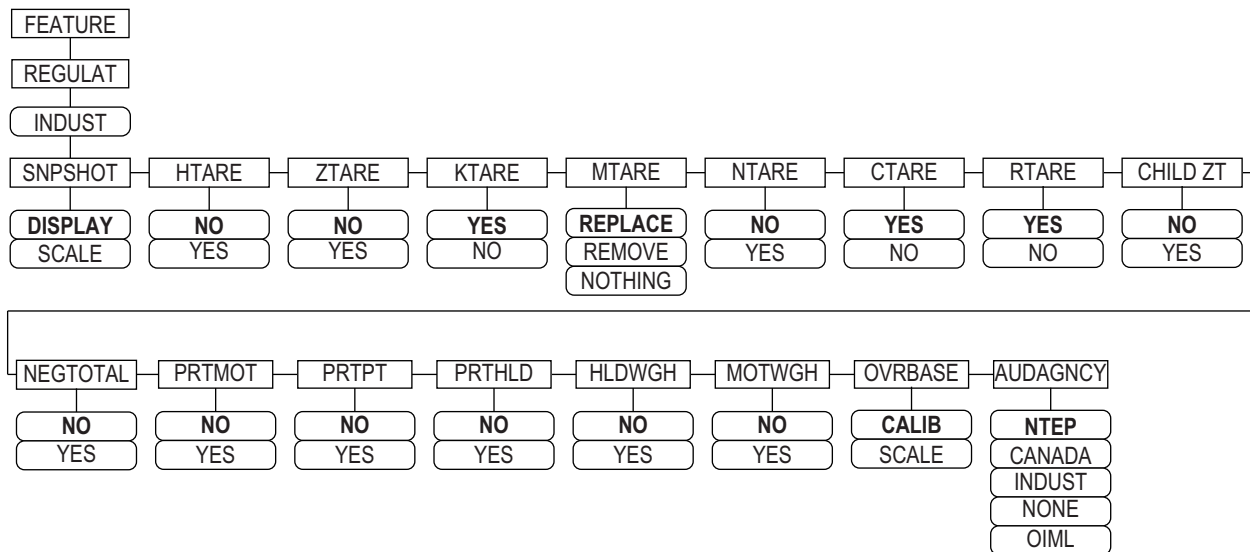 FEATURE
REGULAT
INDUST
SNPSHOT HTARE ZTARE KTARE MTARE NTARE CTARE RTARE CHILD ZT
DISPLAY NO NO YES REPLACE NO YES YES NO
SCALE YES YES NO REMOVE YES NO NO YES
NOTHING
NEGTOTAL PRTMOT PRTPT PRTHLD HLDWGH MOTWGH OVRBASE AUDAGNCY
NO NO NO NO NO NO CALIB NTEP
YES YES YES YES YES YES SCALE CANADA
INDUST
NONE
OIML